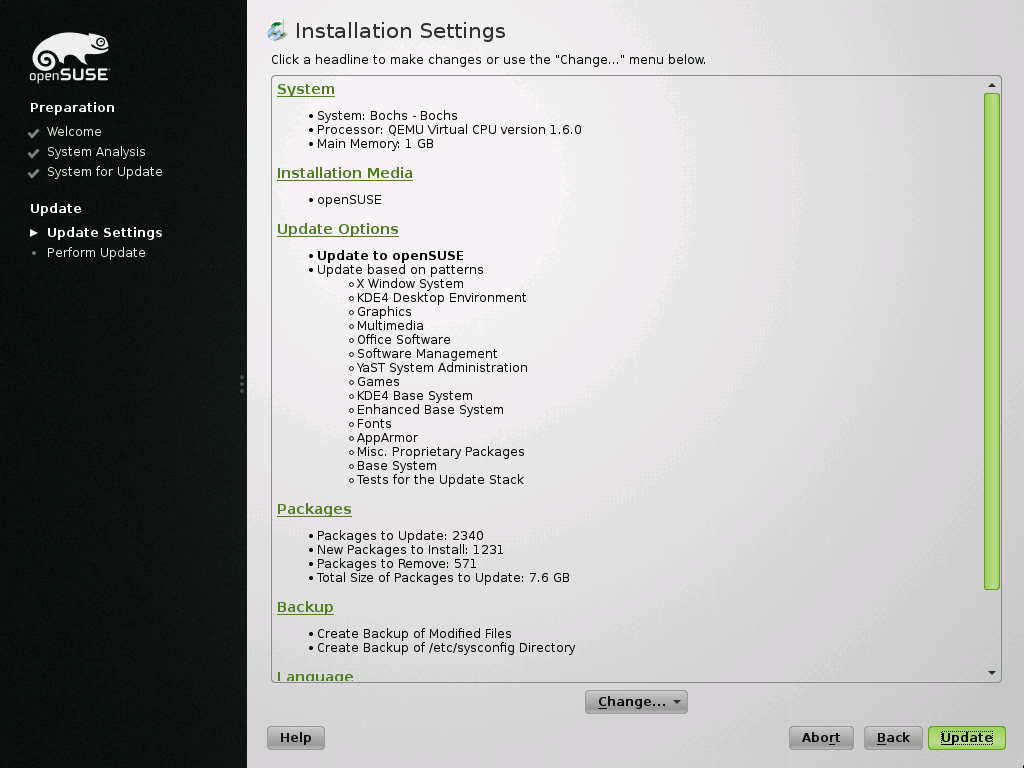 openSUSE
Preparation
Welcome
System Analysis
System for Update
Update
Update Settings
Perform Update
Installation Settings
Click a headline to make changes or use the "Change..." menu below.
System
• System: Bochs - Bochs
• Processor: QEMU Virtual CPU version 1.6.0
• Main Memory: 1 GB
Installation Media
• openSUSE
Update Options
• Update to openSUSE
• Update based on patterns
◦ X Window System
◦ KDE4 Desktop Environment
◦ Graphics
◦ Multimedia
◦ Office Software
◦ Software Management
◦ YaST System Administration
◦ Games
◦ KDE4 Base System
◦ Enhanced Base System
◦ Fonts
◦ AppArmor
◦ Misc. Proprietary Packages
◦ Base System
◦ Tests for the Update Stack
Packages
• Packages to Update: 2340
• New Packages to Install: 1231
• Packages to Remove: 571
• Total Size of Packages to Update: 7.6 GB
Backup
• Create Backup of Modified Files
• Create Backup of /etc/sysconfig Directory
Language
Change...
Help
Abort
Back
Update